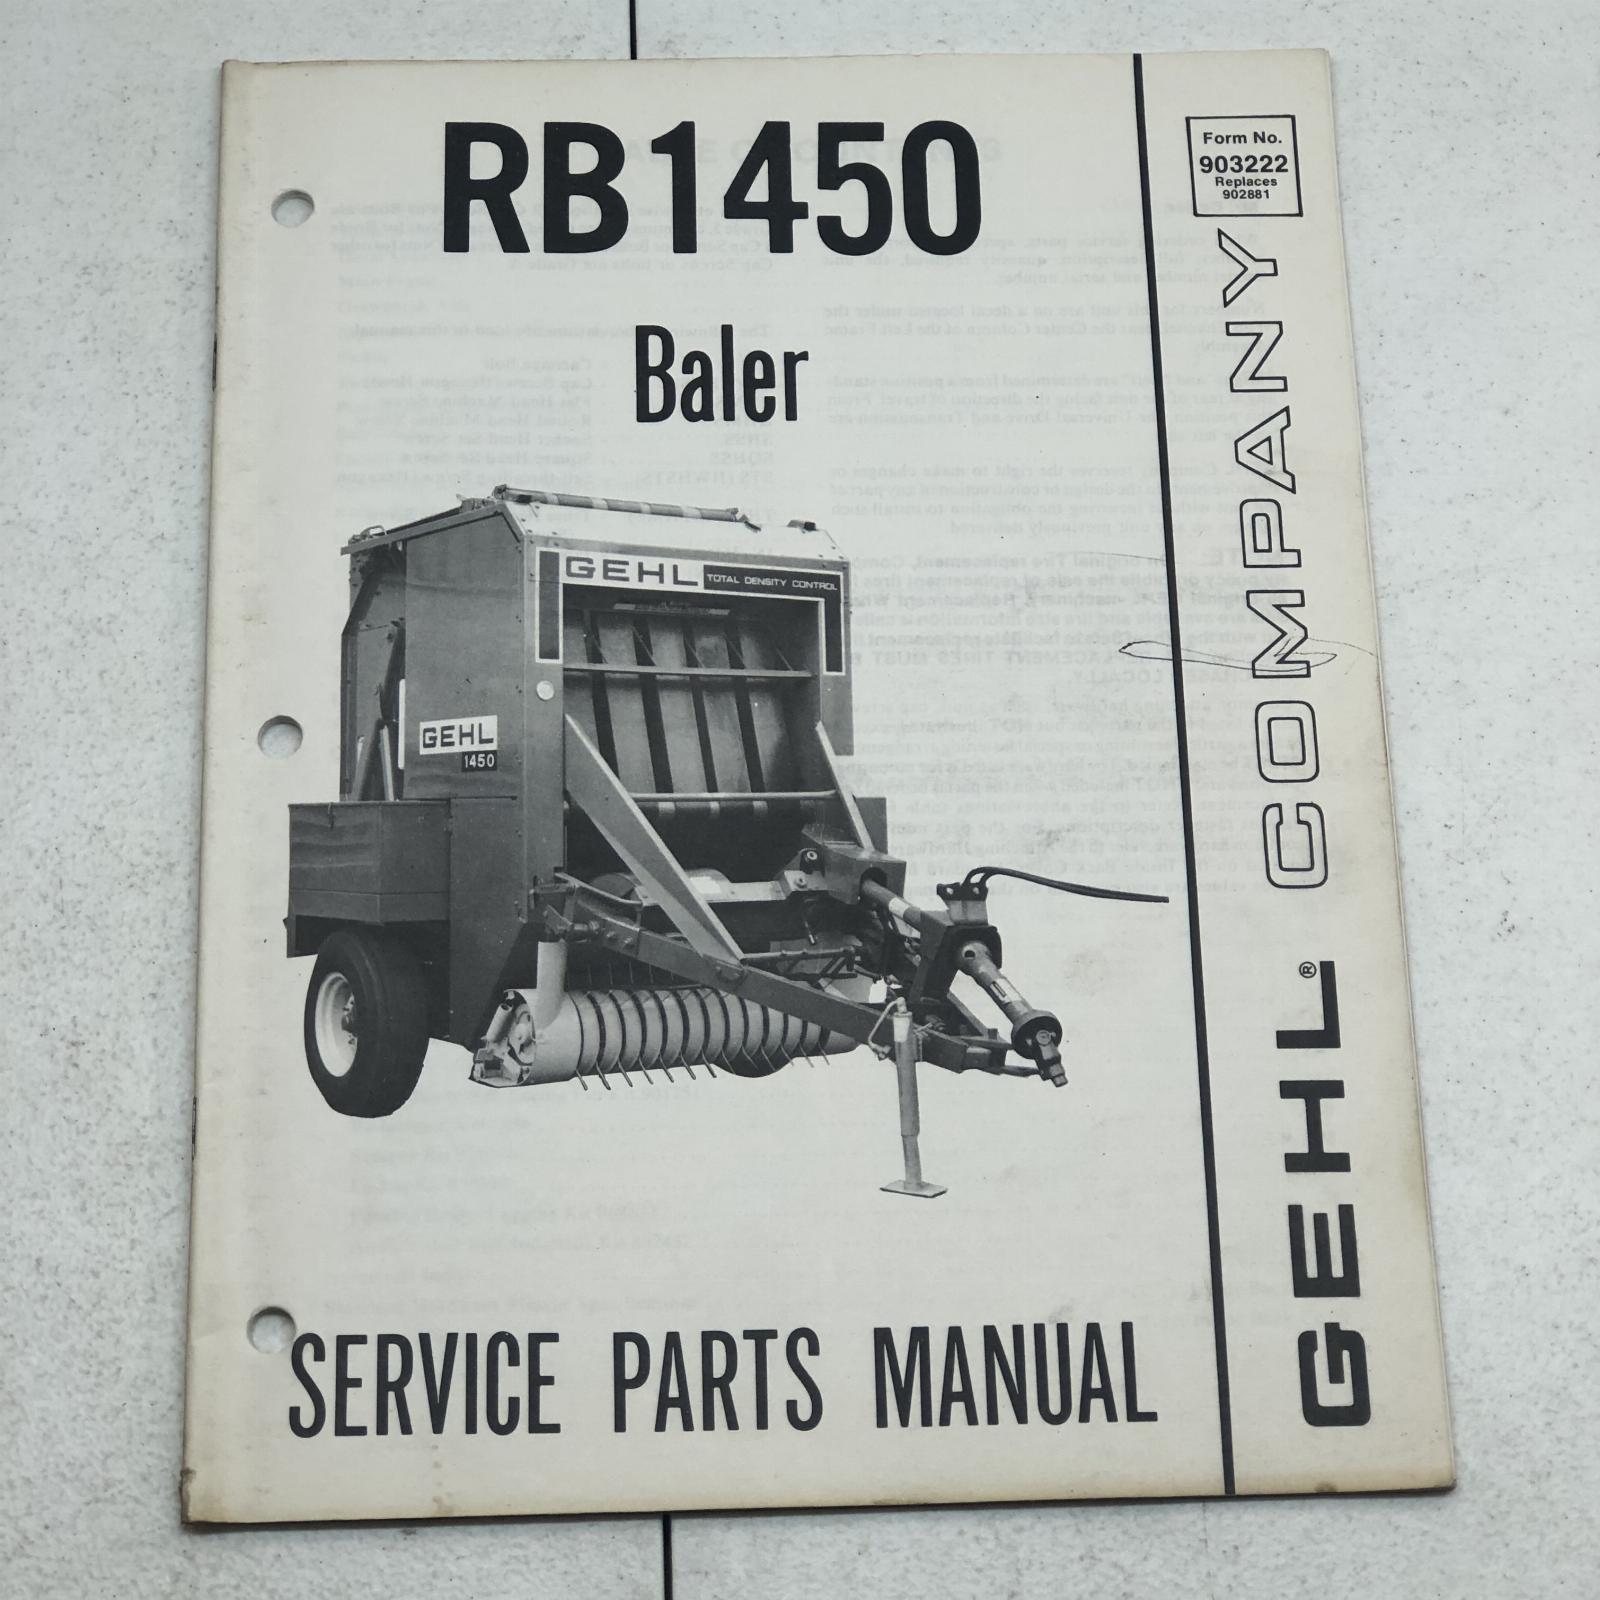 RB1450
Baler
Form No.
903222
Replaces
902881
GEHL TOTAL DENSITY CONTROL
GEHL
1450
GEHL® COMPANY
SERVICE PARTS MANUAL